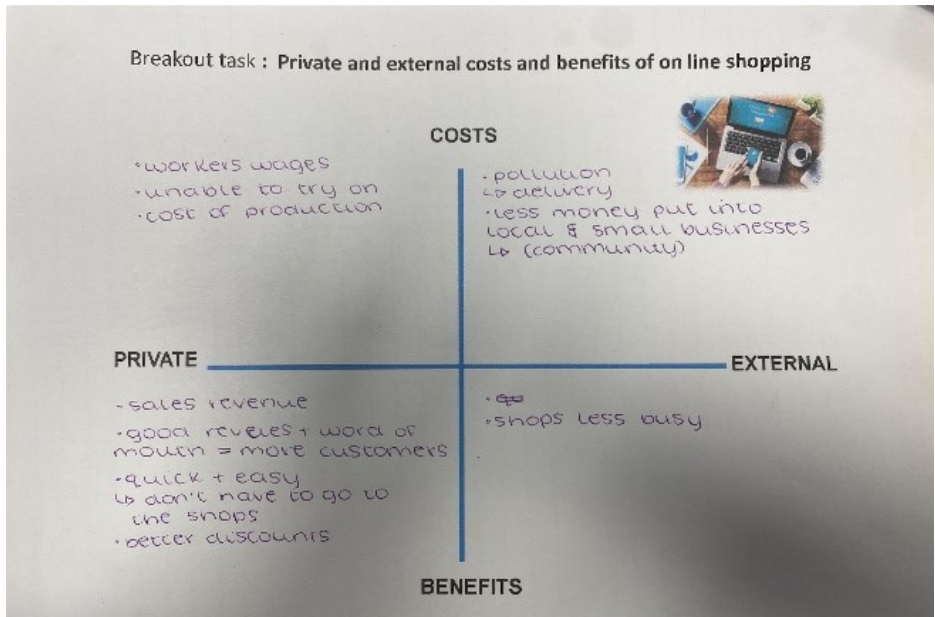 Breakout task : Private and external costs and benefits of on line shopping
COSTS
•workers wages
•unable to try on
•cost of production
•pollution
↳ delivery
•less money put into
local & small businesses
↳ (community)
PRIVATE
EXTERNAL
•sales revenue
•good reveies + word of
mouth = more customers
•quick + easy
↳ don't have to go to
the shops
•better discounts
•
•shops less busy
BENEFITS